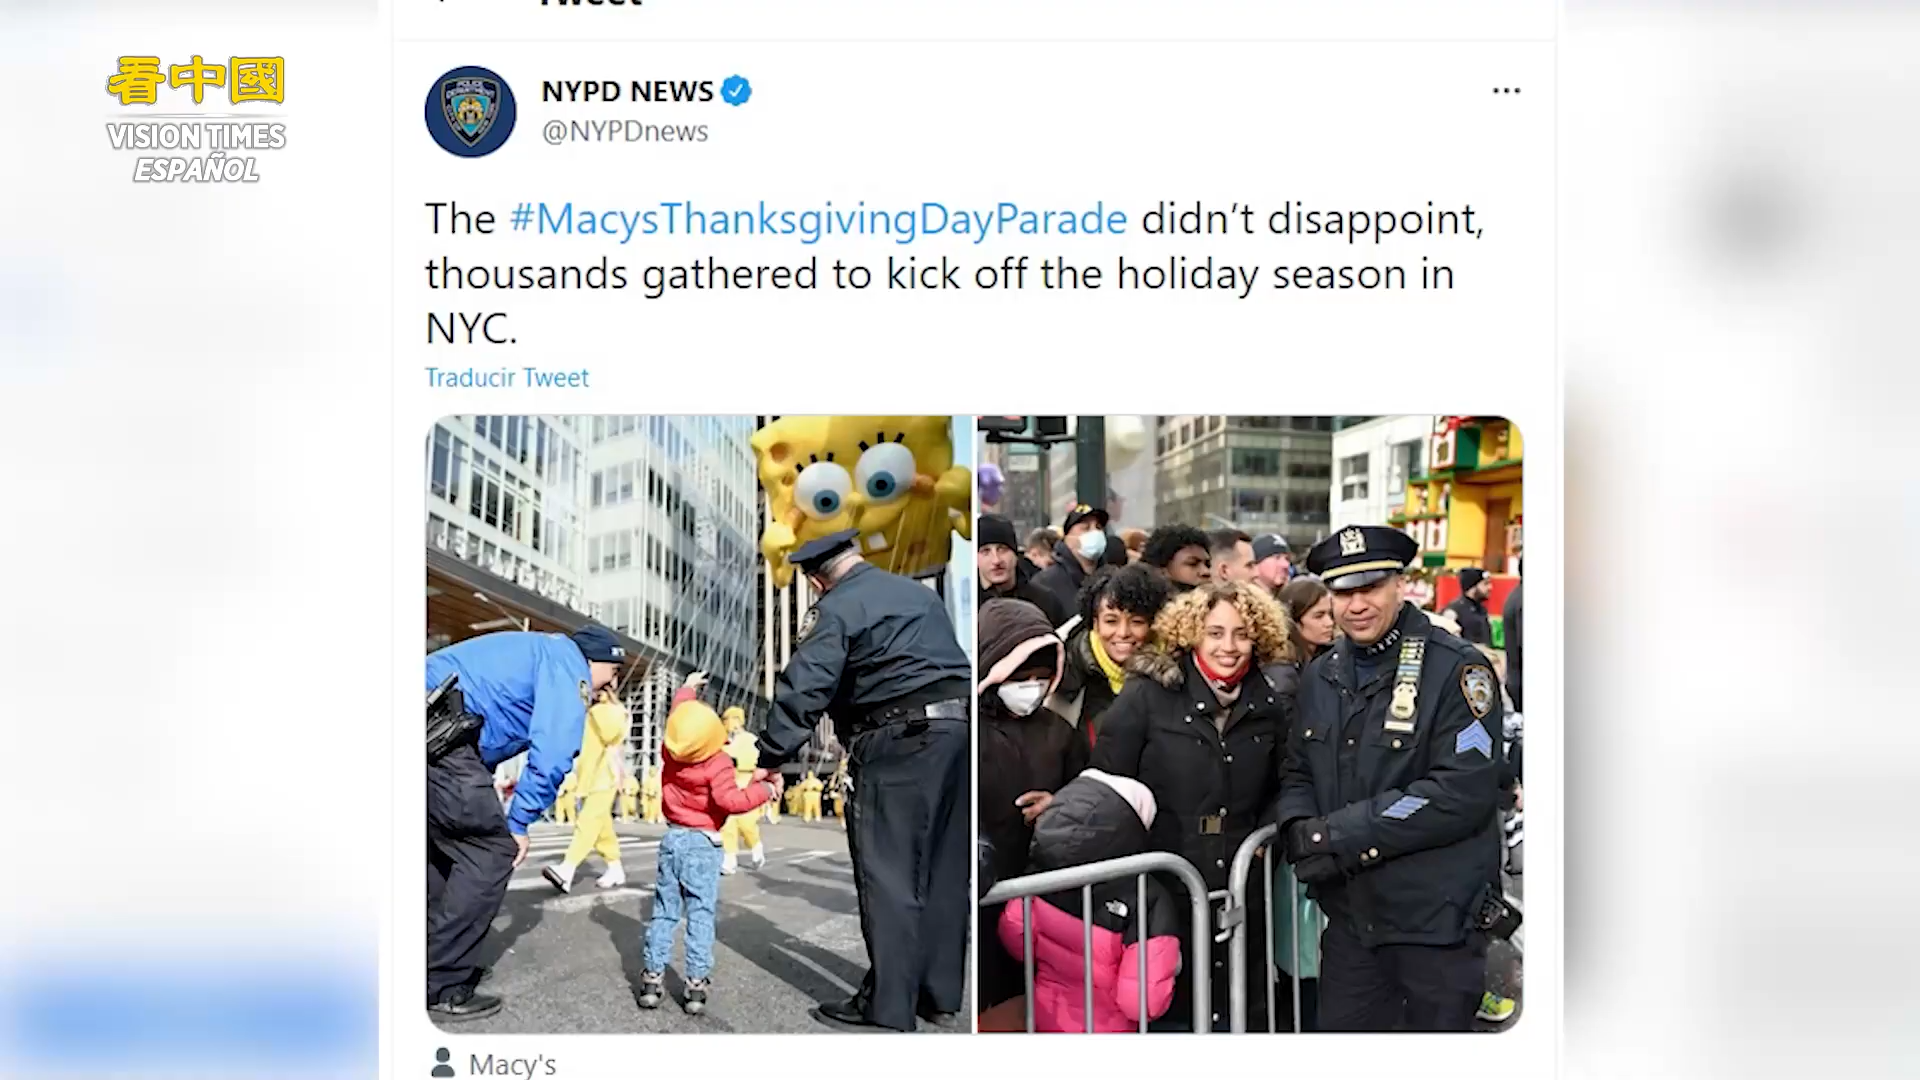 Tweet
看中國
VISION TIMES
ESPAÑOL
NYPD NEWS
@NYPDnews
The #MacysThanksgivingDayParade didn’t disappoint,
thousands gathered to kick off the holiday season in
NYC.
Traducir Tweet
Macy's